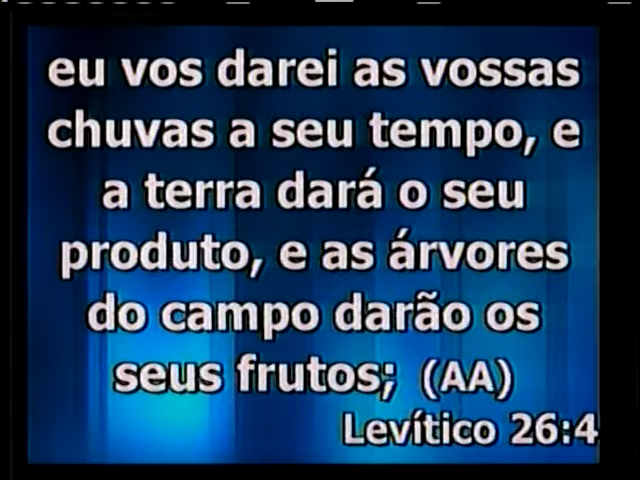 eu vos darei as vossas
chuvas a seu tempo, e
a terra dará o seu
produto, e as árvores
do campo darão os
seus frutos; (AA)
Levítico 26:4